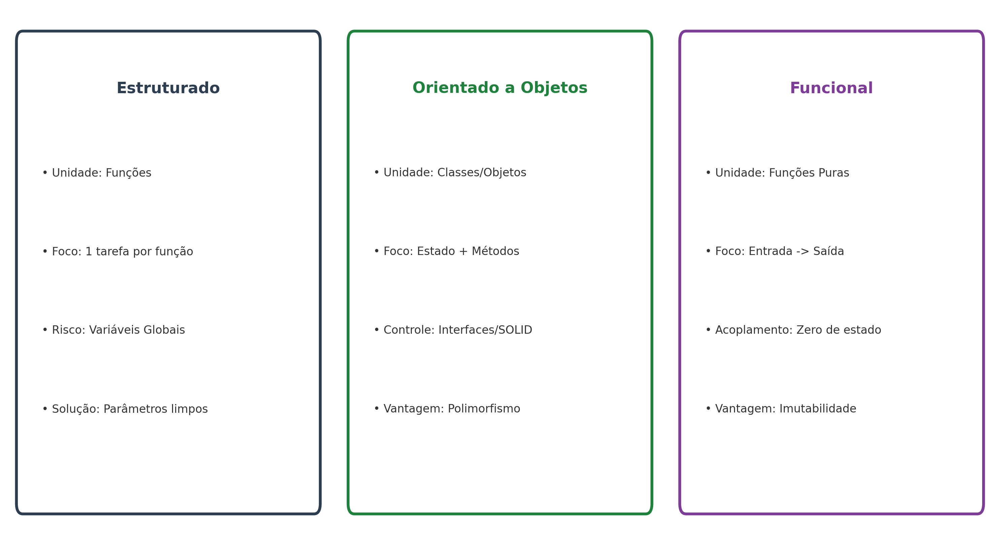 Estruturado
• Unidade: Funções
• Foco: 1 tarefa por função
• Risco: Variáveis Globais
• Solução: Parâmetros limpos
Orientado a Objetos
• Unidade: Classes/Objetos
• Foco: Estado + Métodos
• Controle: Interfaces/SOLID
• Vantagem: Polimorfismo
Funcional
• Unidade: Funções Puras
• Foco: Entrada -> Saída
• Acoplamento: Zero de estado
• Vantagem: Imutabilidade